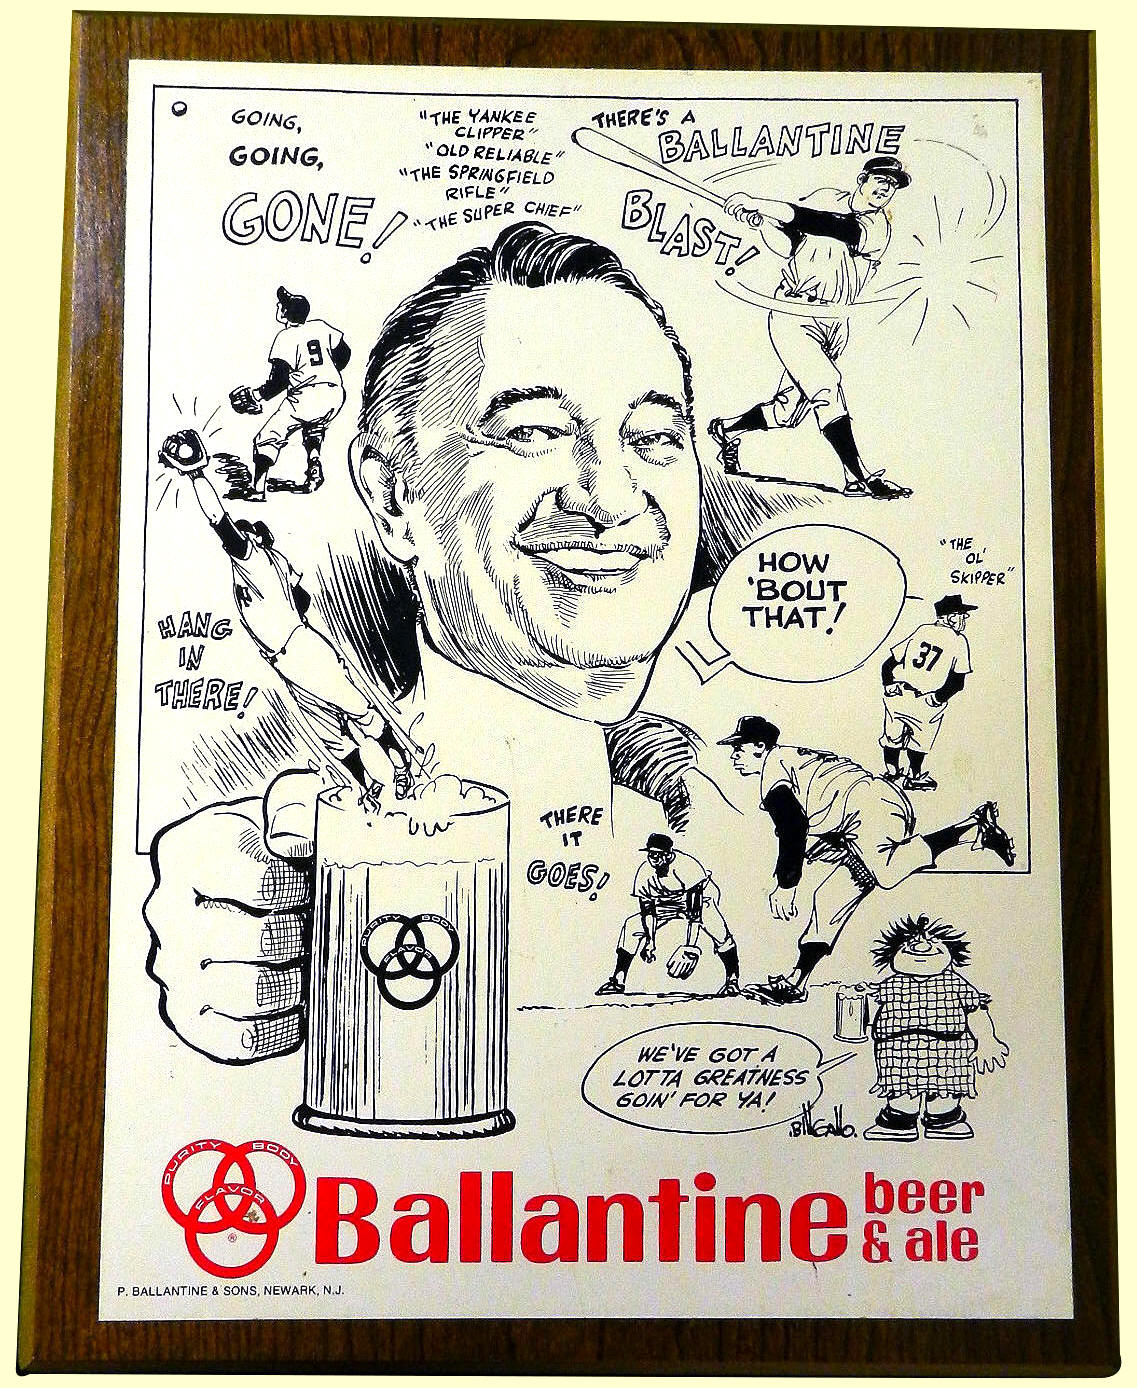 GOING,
GOING,
GONE!
"THE YANKEE
CLIPPER"
"OLD RELIABLE"
"THE SPRINGFIELD
RIFLE"
"THE SUPER CHIEF"
THERE'S A
BALLANTINE
BLAST!
9
HOW
'BOUT
THAT!
"THE
OL'
SKIPPER"
37
HANG
IN
THERE!
THERE
IT
GOES!
PURITY BODY
FLAVOR
WE'VE GOT A
LOTTA GREATNESS
GOIN' FOR YA!
BILL GALLO.
PURITY BODY
FLAVOR
®
Ballantine beer
& ale
P. BALLANTINE & SONS, NEWARK, N.J.